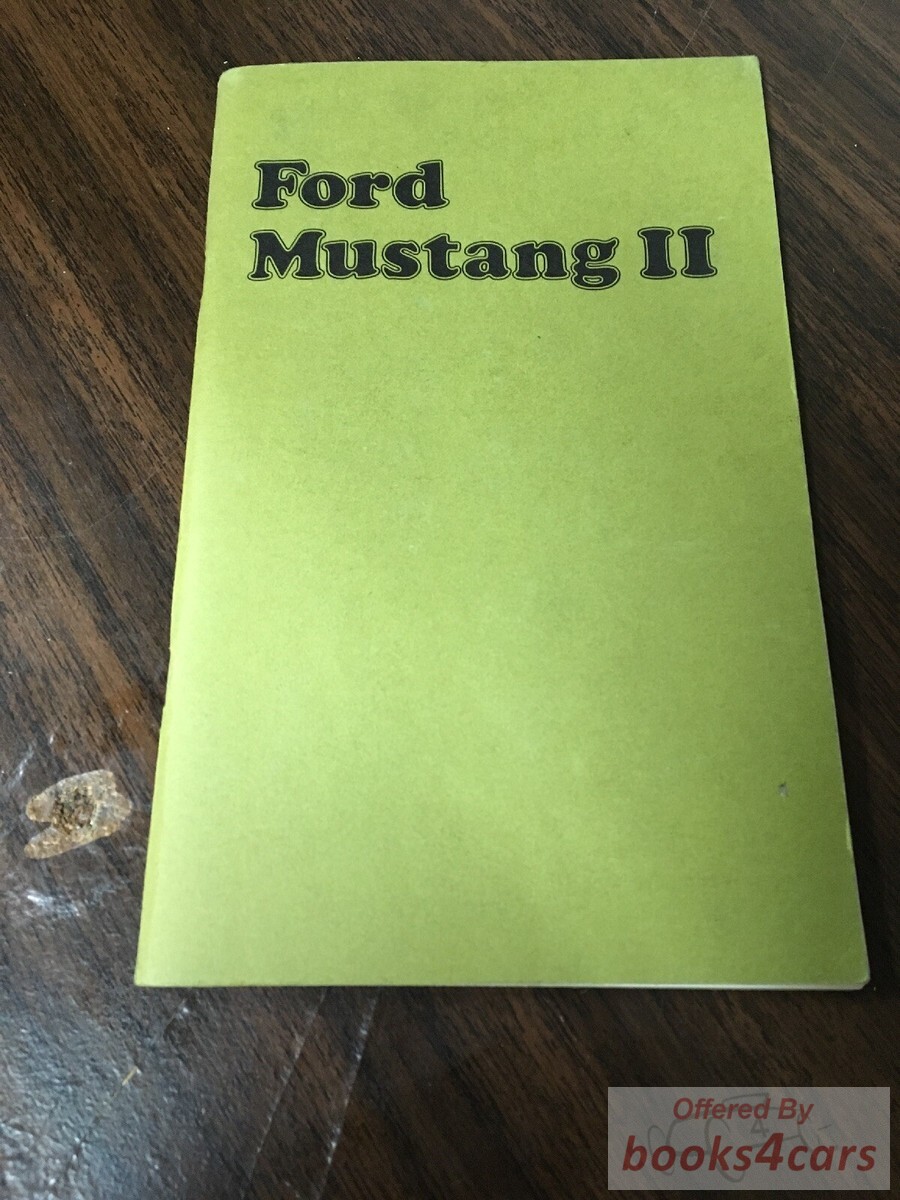 Ford
Mustang II
Offered By
books4cars